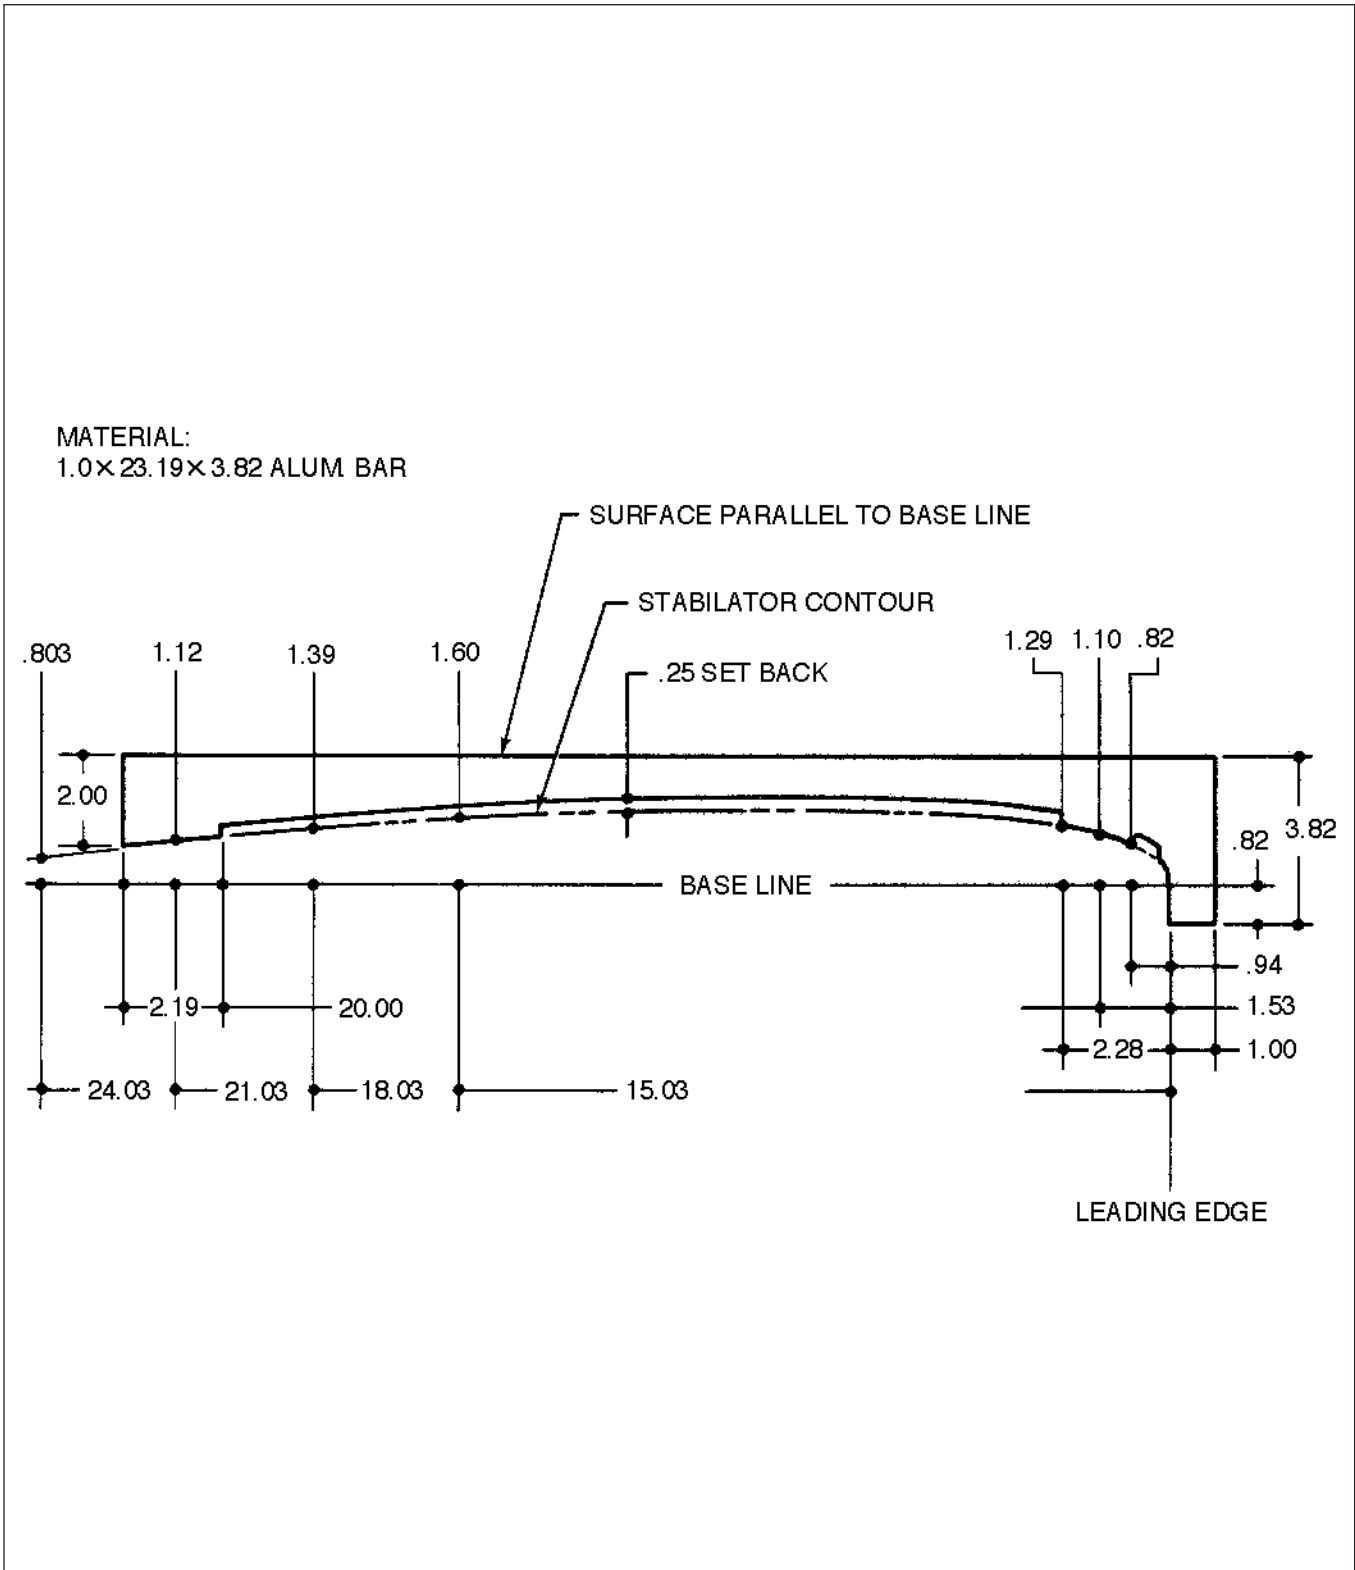 MATERIAL:
1.0×23.19×3.82 ALUM. BAR
SURFACE PARALLEL TO BASE LINE
STABILATOR CONTOUR
.803
1.12
1.39
1.60
.25 SET BACK
1.29
1.10
.82
2.00
3.82
.82
BASE LINE
.94
2.19
20.00
1.53
2.28
1.00
24.03
21.03
18.03
15.03
LEADING EDGE